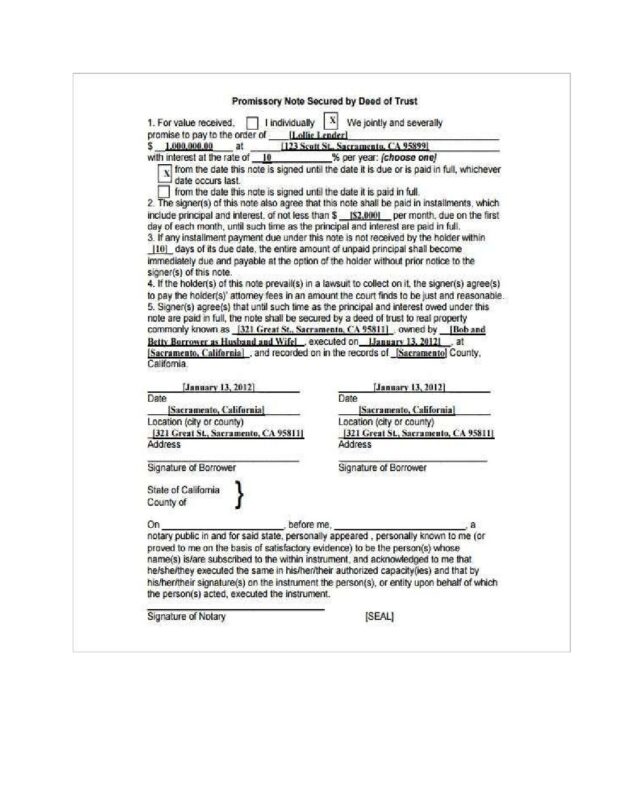 Promissory Note Secured by Deed of Trust
1. For value received, I individually X We jointly and severally
promise to pay to the order of [Lollie Lender]
$ 1,000,000.00 at [123 Scott St., Sacramento, CA 95899]
with interest at the rate of 10 % per year: [choose one]
X from the date this note is signed until the date it is due or is paid in full, whichever
date occurs last.
from the date this note is signed until the date it is paid in full.
2. The signer(s) of this note also agree that this note shall be paid in installments, which
include principal and interest, of not less than $ [$2,000] per month, due on the first
day of each month, until such time as the principal and interest are paid in full.
3. If any installment payment due under this note is not received by the holder within
[10] days of its due date, the entire amount of unpaid principal shall become
immediately due and payable at the option of the holder without prior notice to the
signer(s) of this note.
4. If the holder(s) of this note prevail(s) in a lawsuit to collect on it, the signer(s) agree(s)
to pay the holder(s)' attorney fees in an amount the court finds to be just and reasonable.
5. Signer(s) agree(s) that until such time as the principal and interest owed under this
note are paid in full, the note shall be secured by a deed of trust to real property
commonly known as [321 Great St., Sacramento, CA 95811] , owned by [Bob and
Betty Borrower as Husband and Wife] , executed on [January 13, 2012] , at
[Sacramento, California] , and recorded on in the records of [Sacramento] County,
California.
[January 13, 2012] [January 13, 2012]
Date Date
[Sacramento, California] [Sacramento, California]
Location (city or county) Location (city or county)
[321 Great St., Sacramento, CA 95811] [321 Great St., Sacramento, CA 95811]
Address Address
Signature of Borrower Signature of Borrower
State of California }
County of
On , before me, , a
notary public in and for said state, personally appeared , personally known to me (or
proved to me on the basis of satisfactory evidence) to be the person(s) whose
name(s) is/are subscribed to the within instrument, and acknowledged to me that
he/she/they executed the same in his/her/their authorized capacity(ies) and that by
his/her/their signature(s) on the instrument the person(s), or entity upon behalf of which
the person(s) acted, executed the instrument.
Signature of Notary [SEAL]